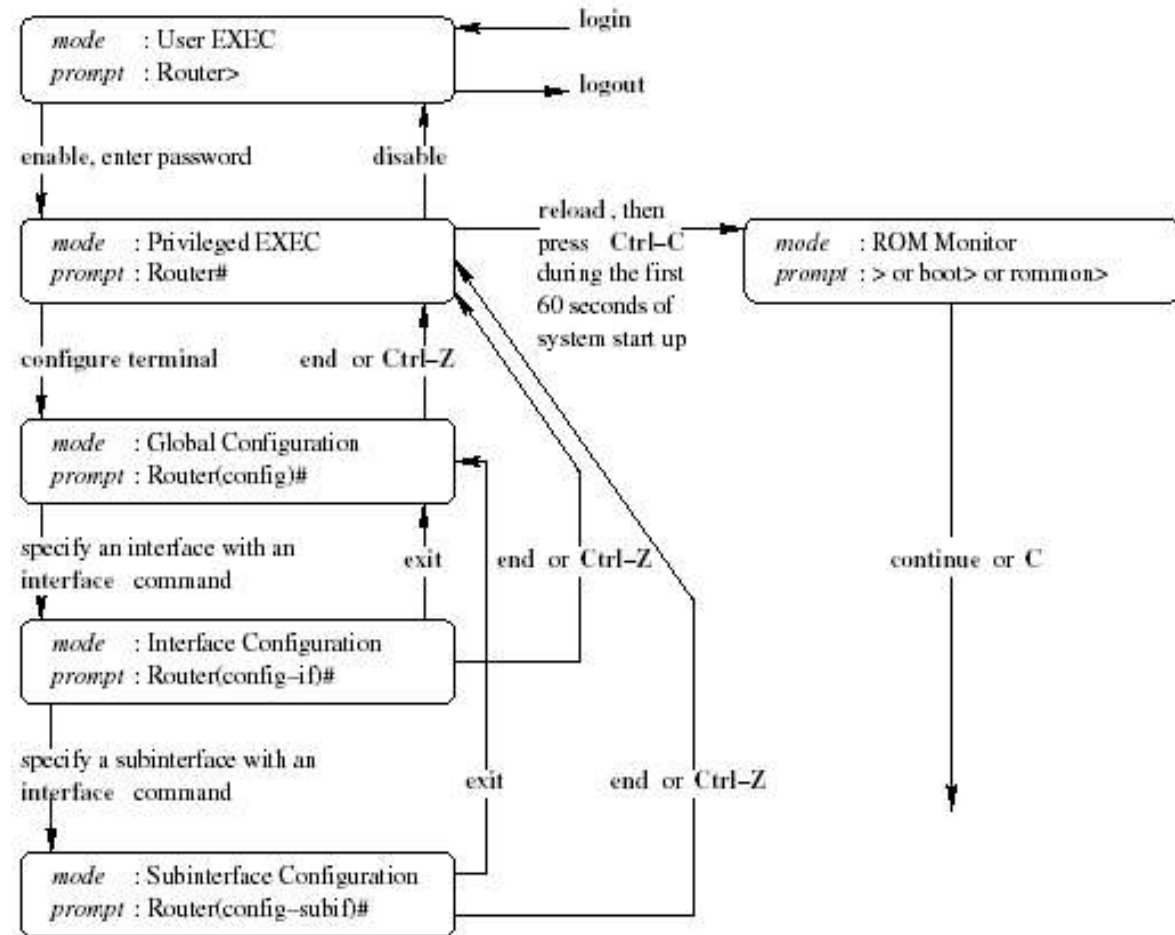 login
mode : User EXEC
prompt : Router>
logout
enable, enter password
disable
reload , then
press Ctrl–C
during the first
60 seconds of
system start up
mode : Privileged EXEC
prompt : Router#
mode : ROM Monitor
prompt : > or boot> or rommon>
configure terminal
end or Ctrl–Z
mode : Global Configuration
prompt : Router(config)#
specify an interface with an
interface command
exit
end or Ctrl–Z
continue or C
mode : Interface Configuration
prompt : Router(config–if)#
specify a subinterface with an
interface command
exit
end or Ctrl–Z
mode : Subinterface Configuration
prompt : Router(config–subif)#